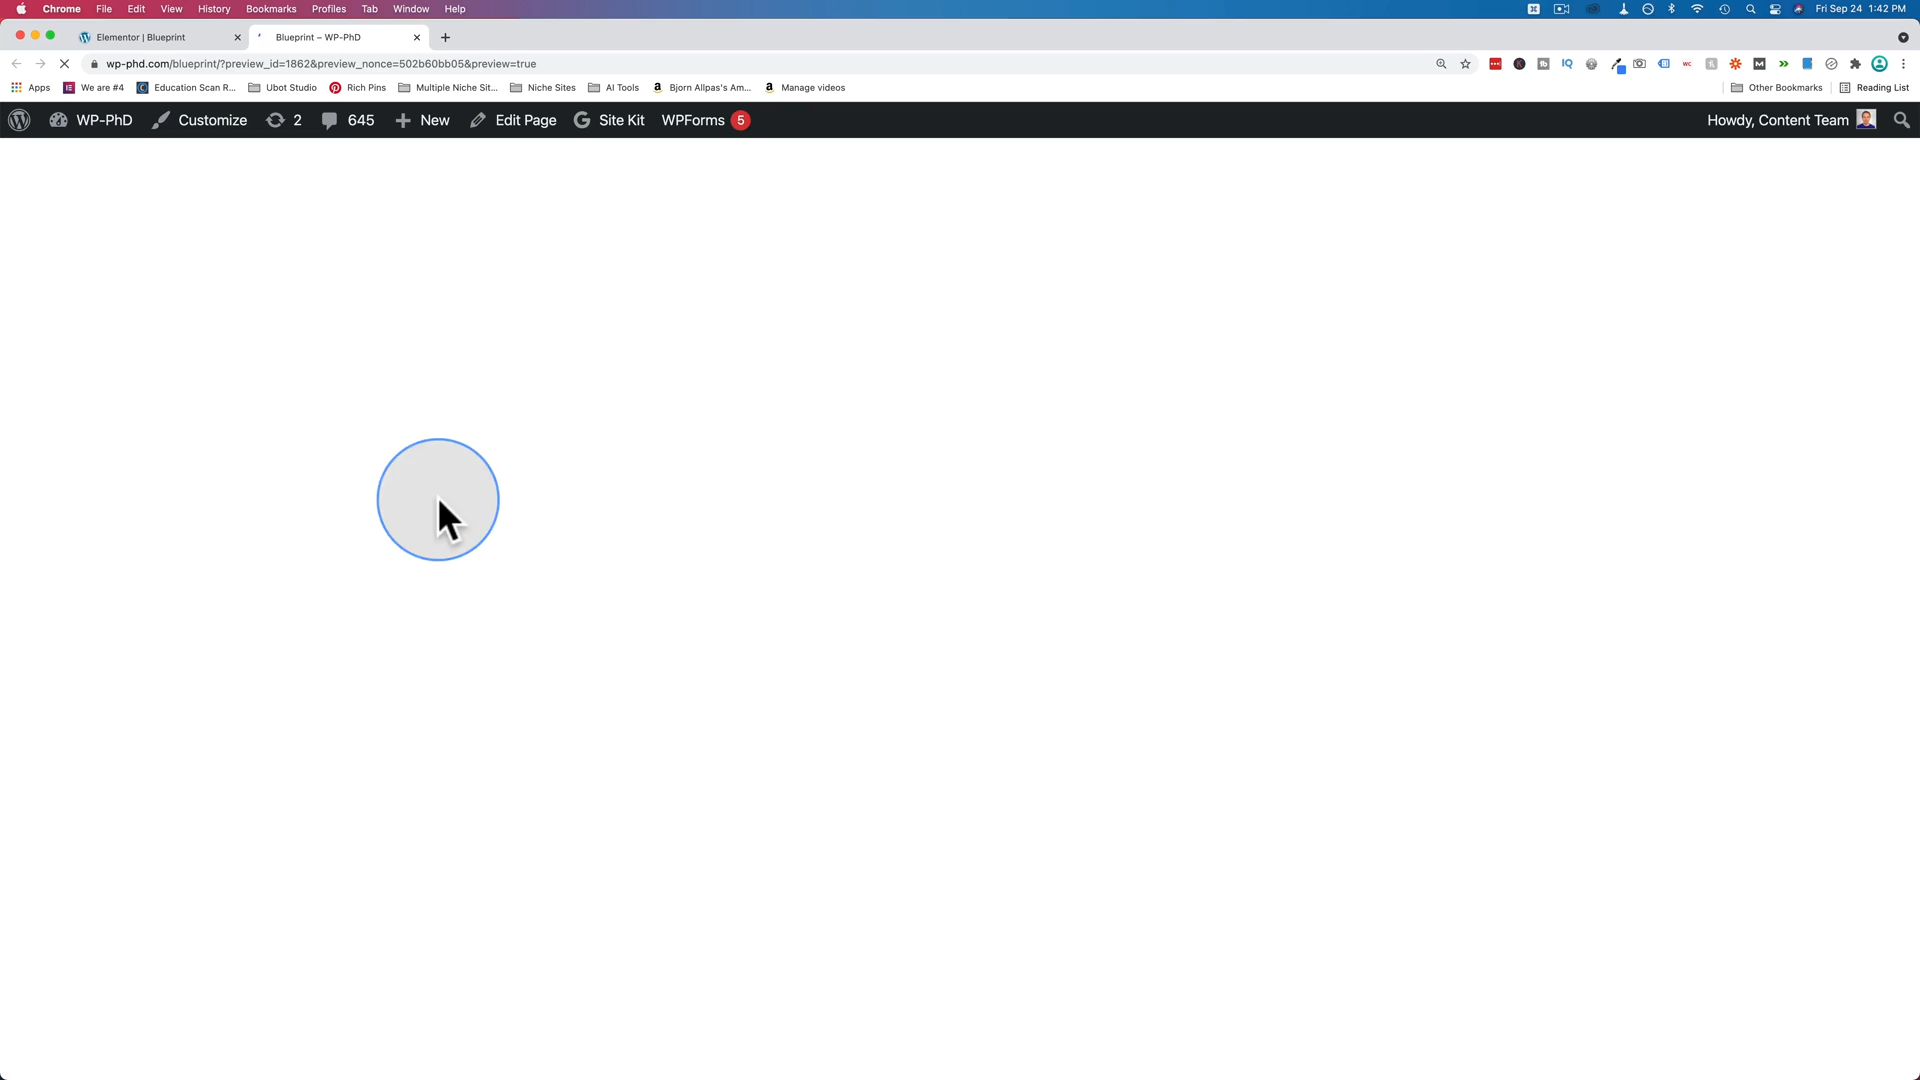 Chrome File Edit View History Bookmarks Profiles Tab Window Help Fri Sep 24 1:42 PM
Elementor | Blueprint Blueprint – WP-PhD
wp-phd.com/blueprint/?preview_id=1862&preview_nonce=502b60bb05&preview=true
Apps We are #4 Education Scan R... Ubot Studio Rich Pins Multiple Niche Sit... Niche Sites AI Tools Bjorn Allpas's Am... Manage videos Other Bookmarks Reading List
WP-PhD Customize 2 645 New Edit Page Site Kit WPForms 5 Howdy, Content Team